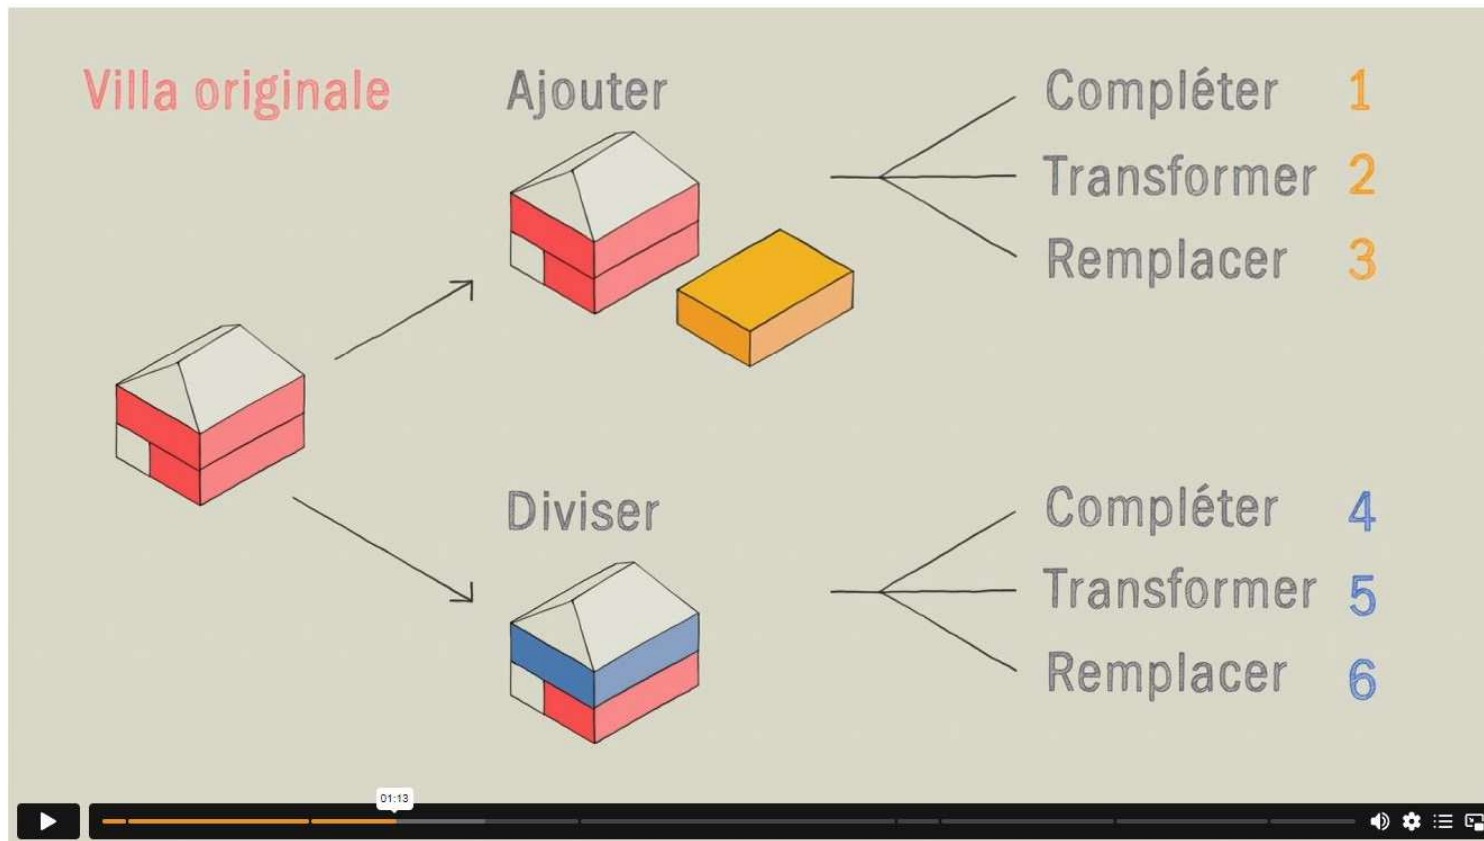 Villa originale
Ajouter
Compléter 1
Transformer 2
Remplacer 3
Diviser
Compléter 4
Transformer 5
Remplacer 6
01:13